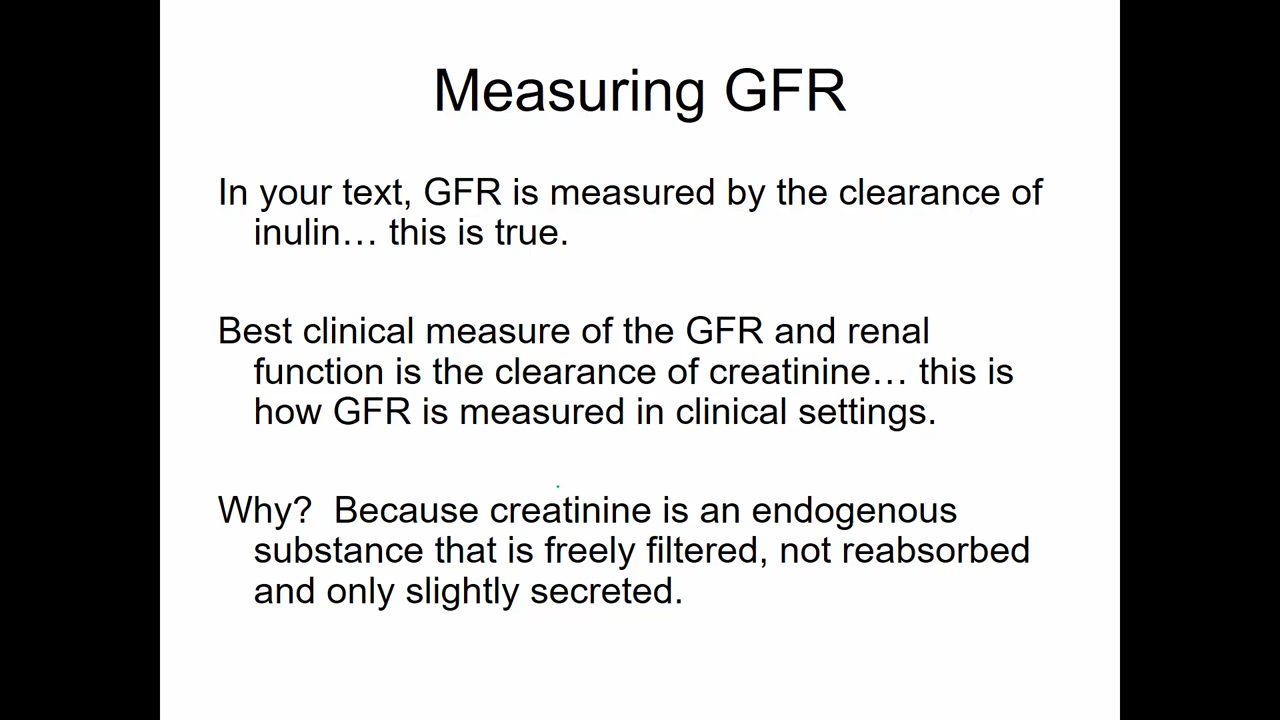 Measuring GFR
In your text, GFR is measured by the clearance of
inulin… this is true.
Best clinical measure of the GFR and renal
function is the clearance of creatinine… this is
how GFR is measured in clinical settings.
Why?  Because creatinine is an endogenous
substance that is freely filtered, not reabsorbed
and only slightly secreted.